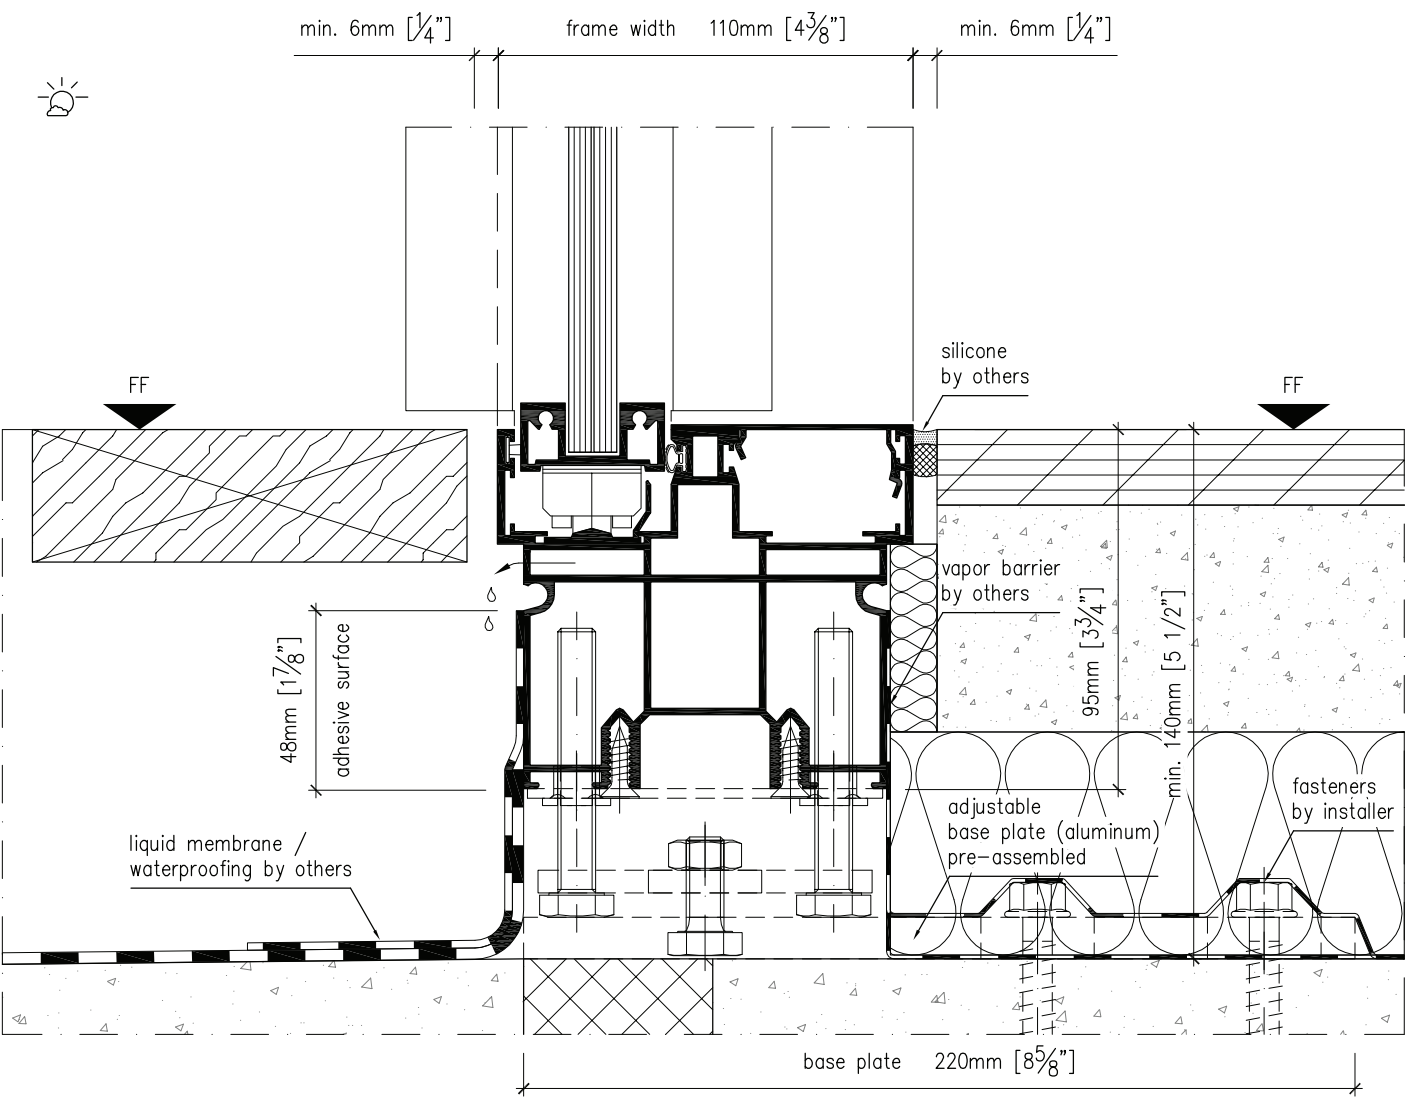 min. 6mm [1/4"]
frame width 110mm [4 3/8"]
min. 6mm [1/4"]
FF
silicone
by others
FF
vapor barrier
by others
48mm [1 7/8"]
adhesive surface
95mm [3 3/4"]
min. 140mm [5 1/2"]
fasteners
by installer
adjustable
base plate (aluminum)
pre-assembled
liquid membrane /
waterproofing by others
base plate 220mm [8 5/8"]